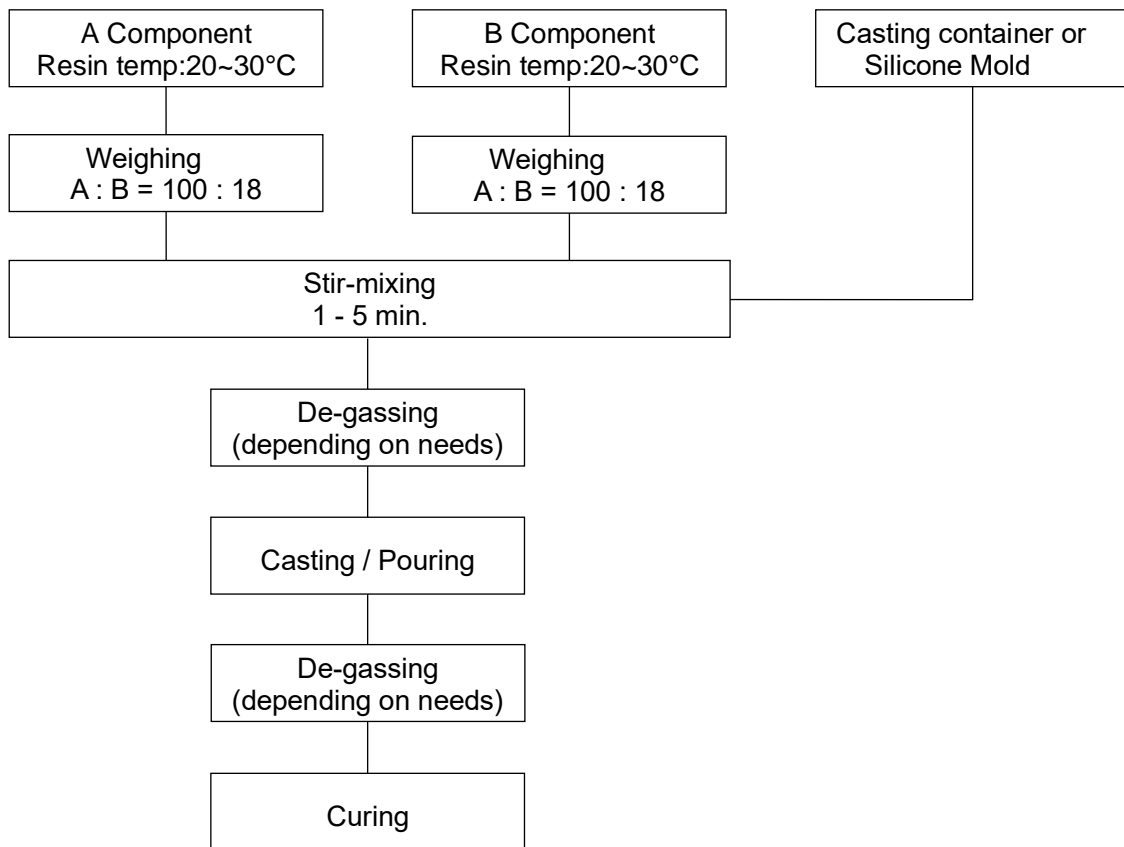 A Component
Resin temp:20~30°C
B Component
Resin temp:20~30°C
Casting container or
Silicone Mold
Weighing
A : B = 100 : 18
Weighing
A : B = 100 : 18
Stir-mixing
1 - 5 min.
De-gassing
(depending on needs)
Casting / Pouring
De-gassing
(depending on needs)
Curing